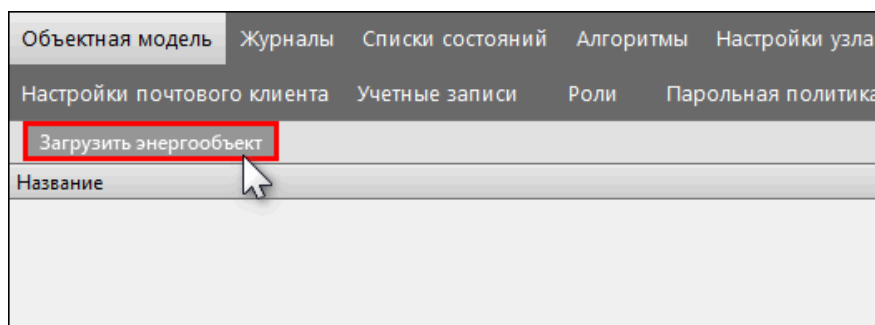 Объектная модель Журналы Списки состояний Алгоритмы Настройки узла
Настройки почтового клиента Учетные записи Роли Парольная политика
Загрузить энергообъект
Название